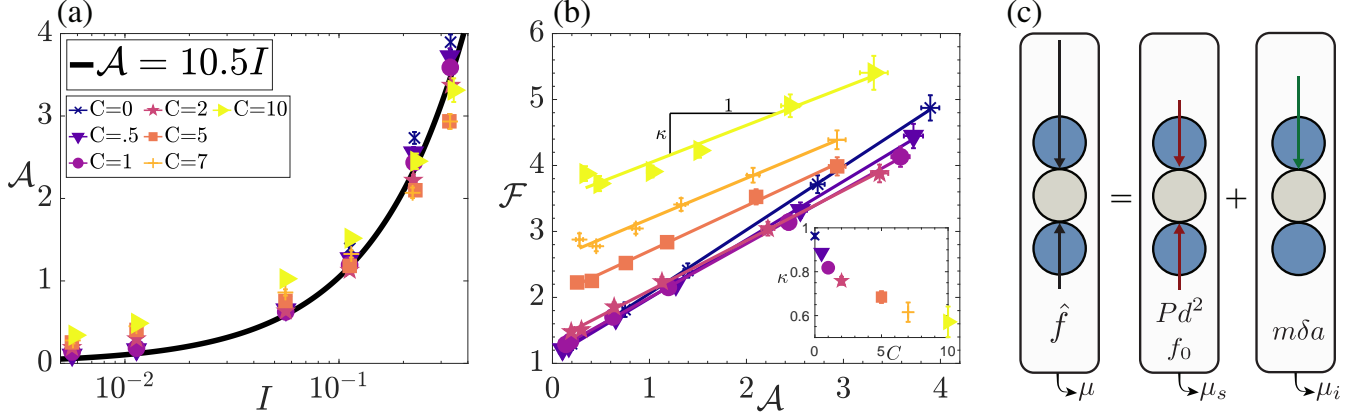 (a)
𝒜 = 10.5I
C=0 C=2 C=10
C=.5 C=5
C=1 C=7
4
3
2
1
0
𝒜
10⁻² 10⁻¹
I
(b)
6
5
4
3
2
1
ℱ
1
κ
0 1 2 3 4
𝒜
1
0.8
0.6
κ
0 5 10
C
(c)
= +
f̂
Pd²
f₀
mδa
μ
μₛ
μᵢ